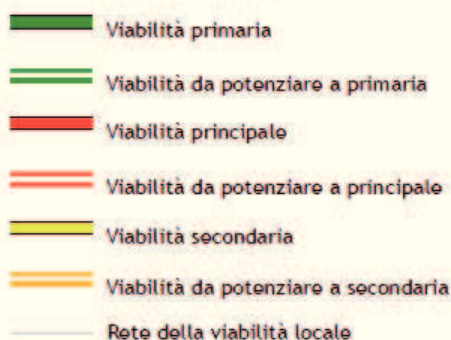 Viabilità primaria
Viabilità da potenziare a primaria
Viabilità principale
Viabilità da potenziare a principale
Viabilità secondaria
Viabilità da potenziare a secondaria
Rete della viabilità locale